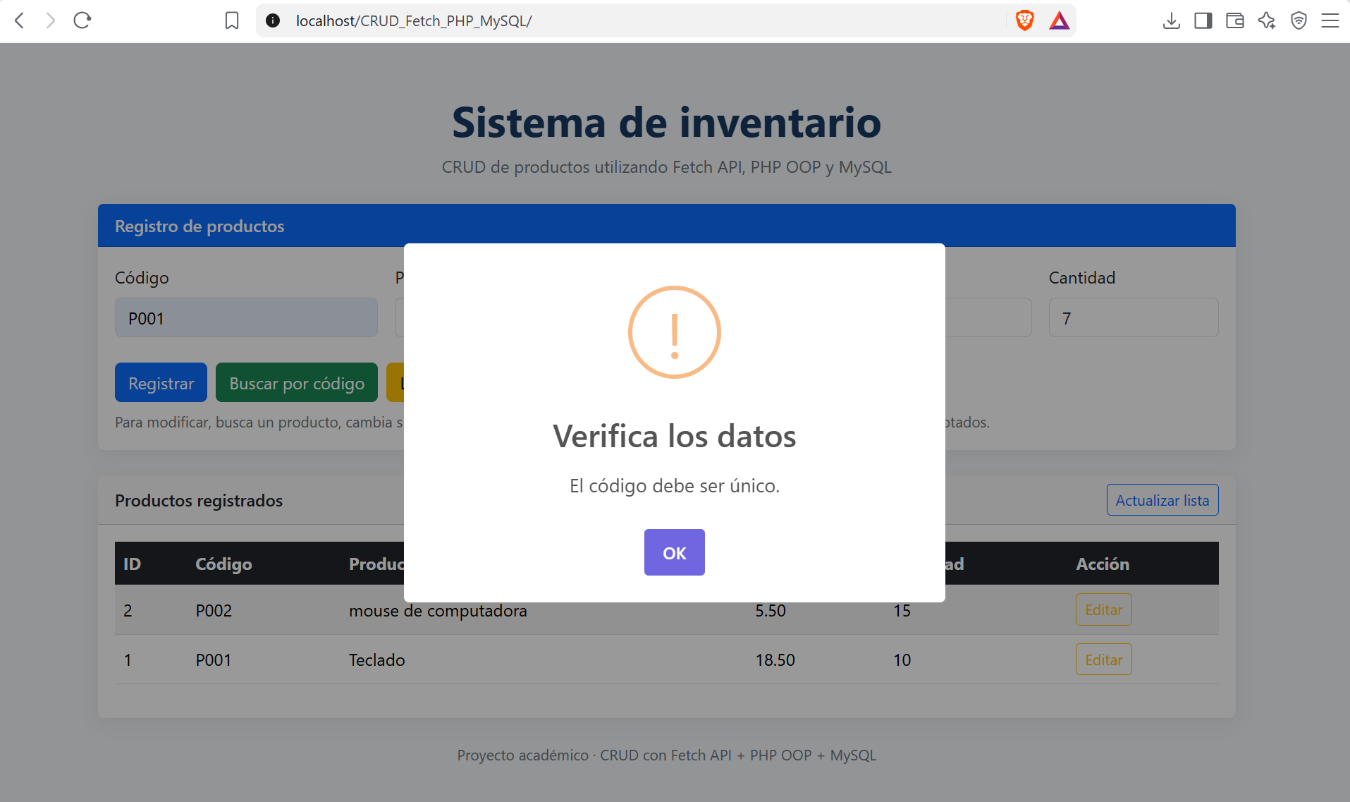 localhost/CRUD_Fetch_PHP_MySQL/
Sistema de inventario
CRUD de productos utilizando Fetch API, PHP OOP y MySQL
Registro de productos
Código
P
Cantidad
P001
7
Registrar
Buscar por código
Para modificar, busca un producto, cambia s
ptados.
Verifica los datos
El código debe ser único.
OK
Productos registrados
Actualizar lista
ID Código Produc ad Acción
2 P002 mouse de computadora 5.50 15 Editar
1 P001 Teclado 18.50 10 Editar
Proyecto académico · CRUD con Fetch API + PHP OOP + MySQL